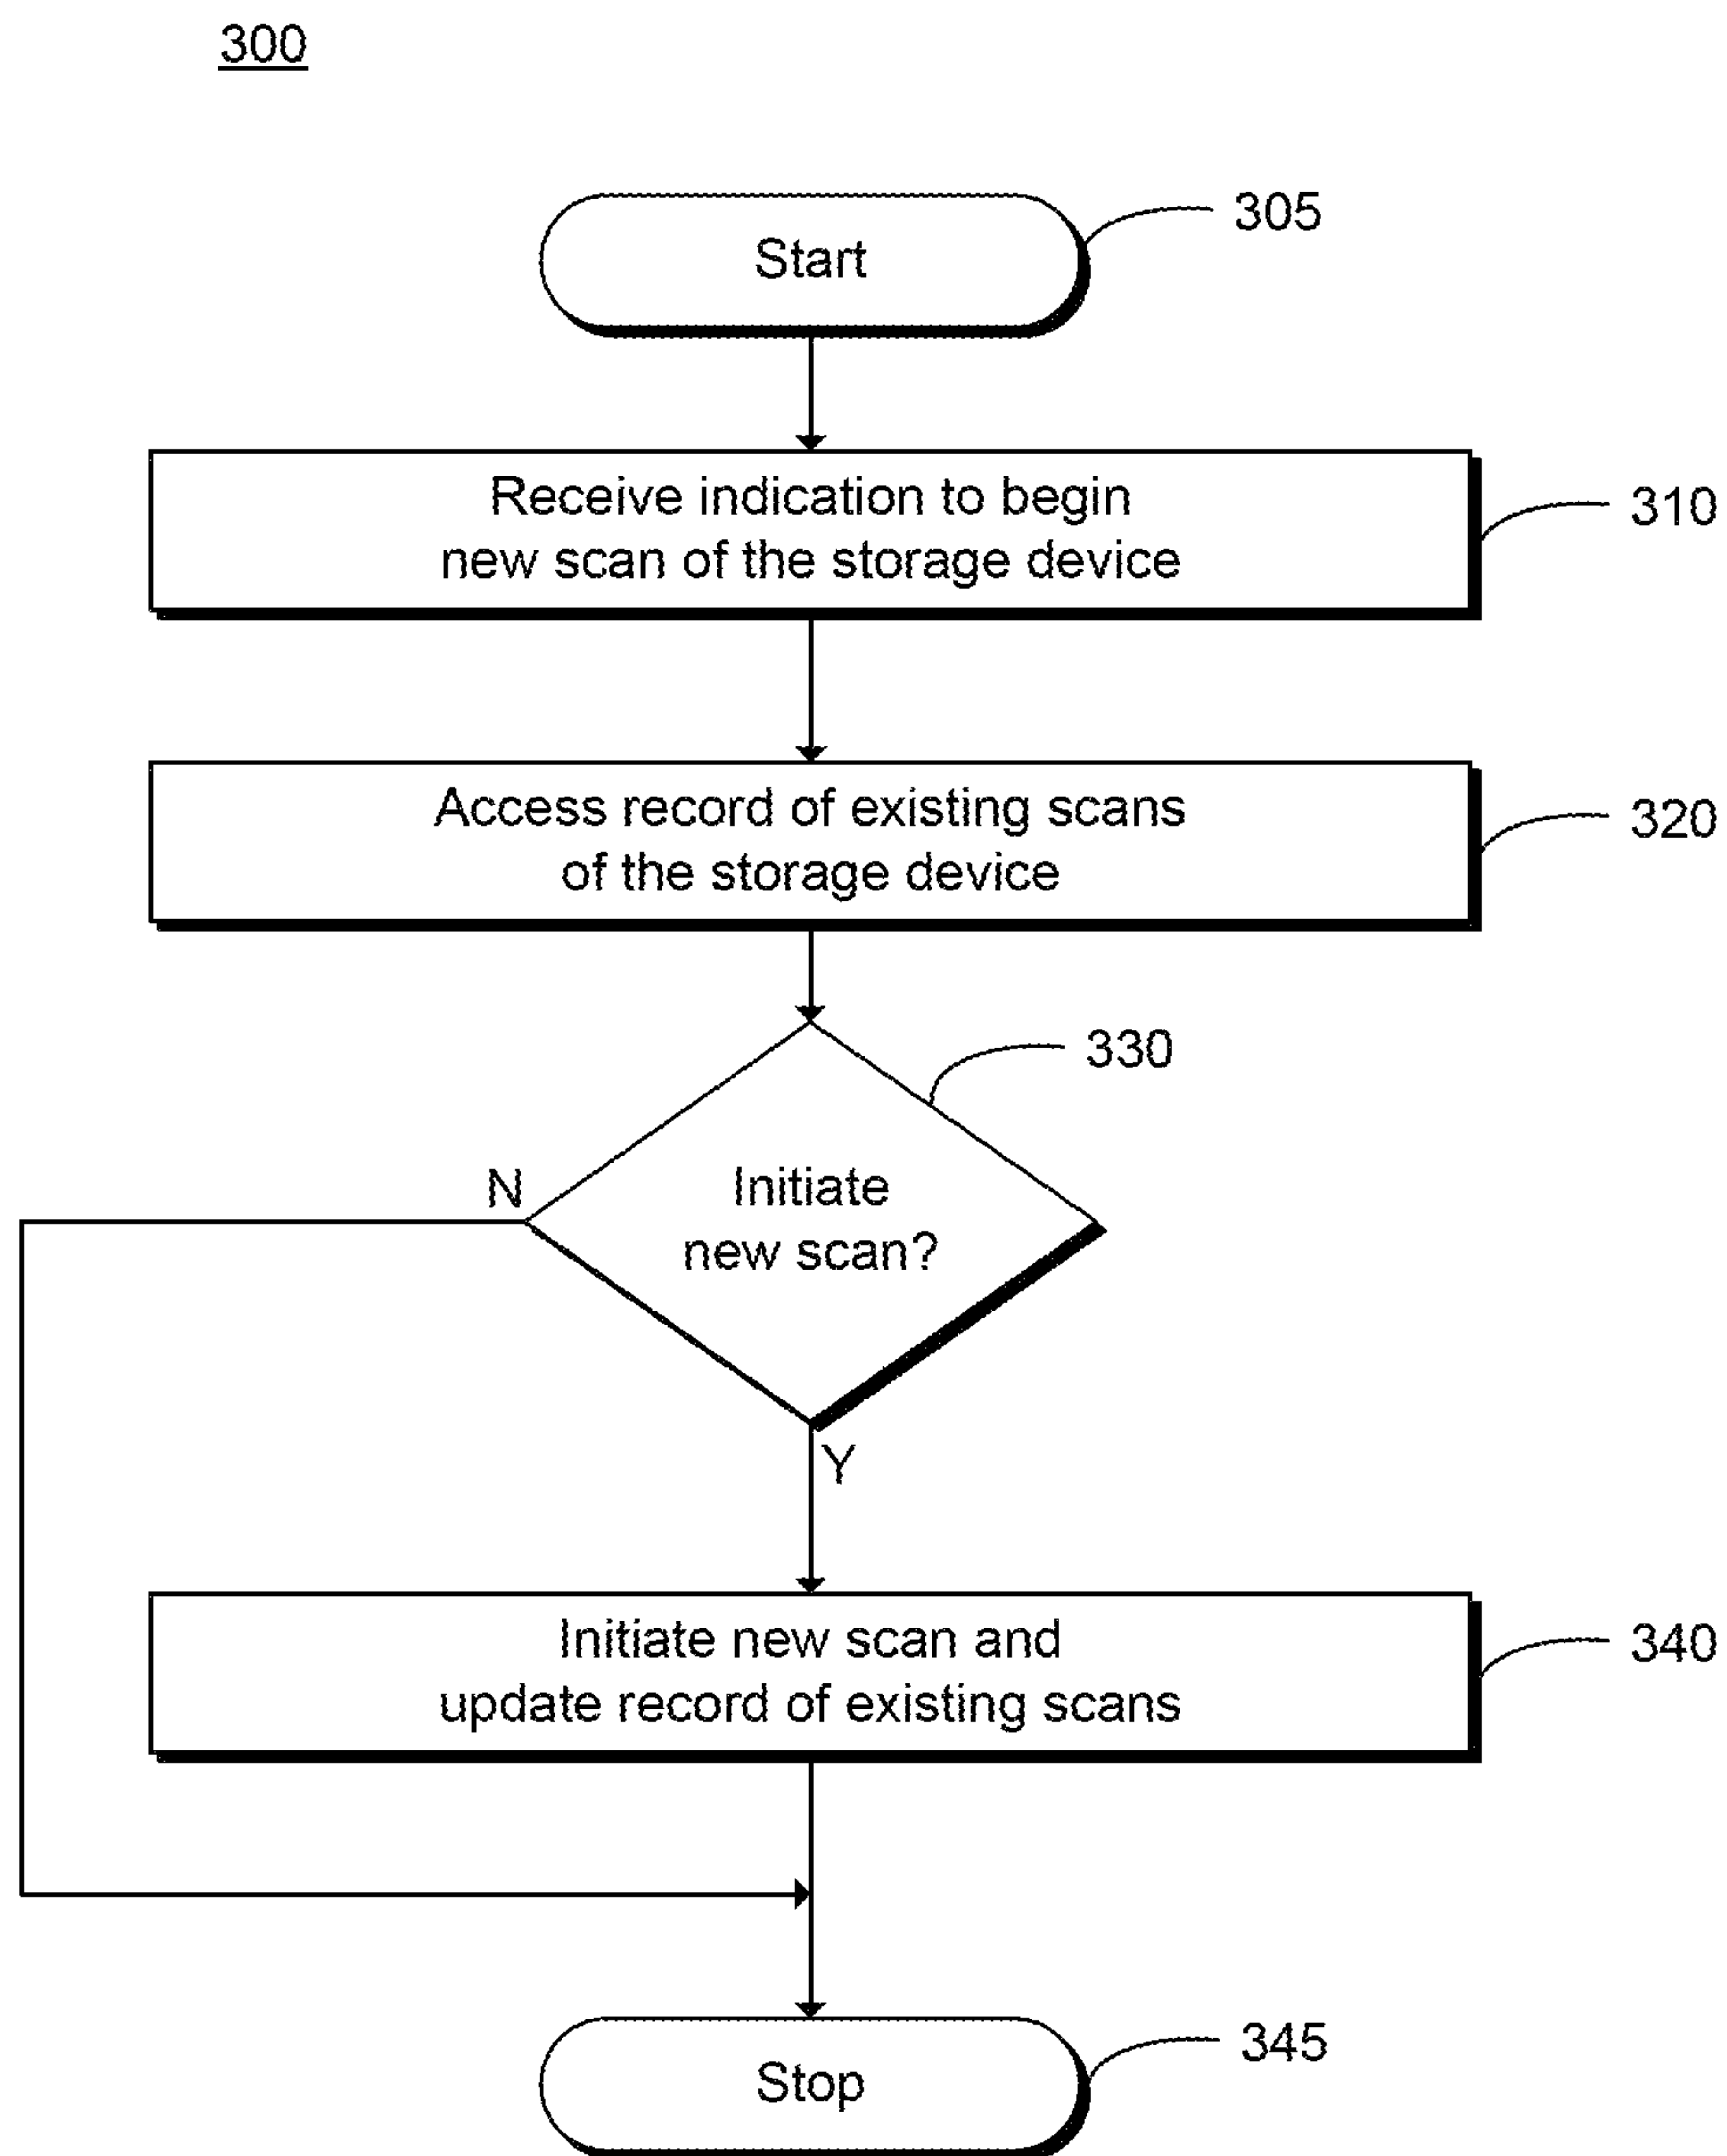 300
Start
305
Receive indication to begin
new scan of the storage device
310
Access record of existing scans
of the storage device
320
330
N
Initiate
new scan?
Y
Initiate new scan and
update record of existing scans
340
Stop
345